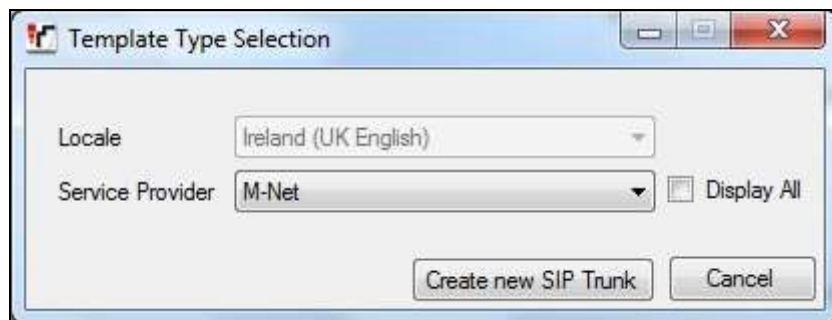 Template Type Selection
Locale Ireland (UK English)
Service Provider M-Net Display All
Create new SIP Trunk Cancel